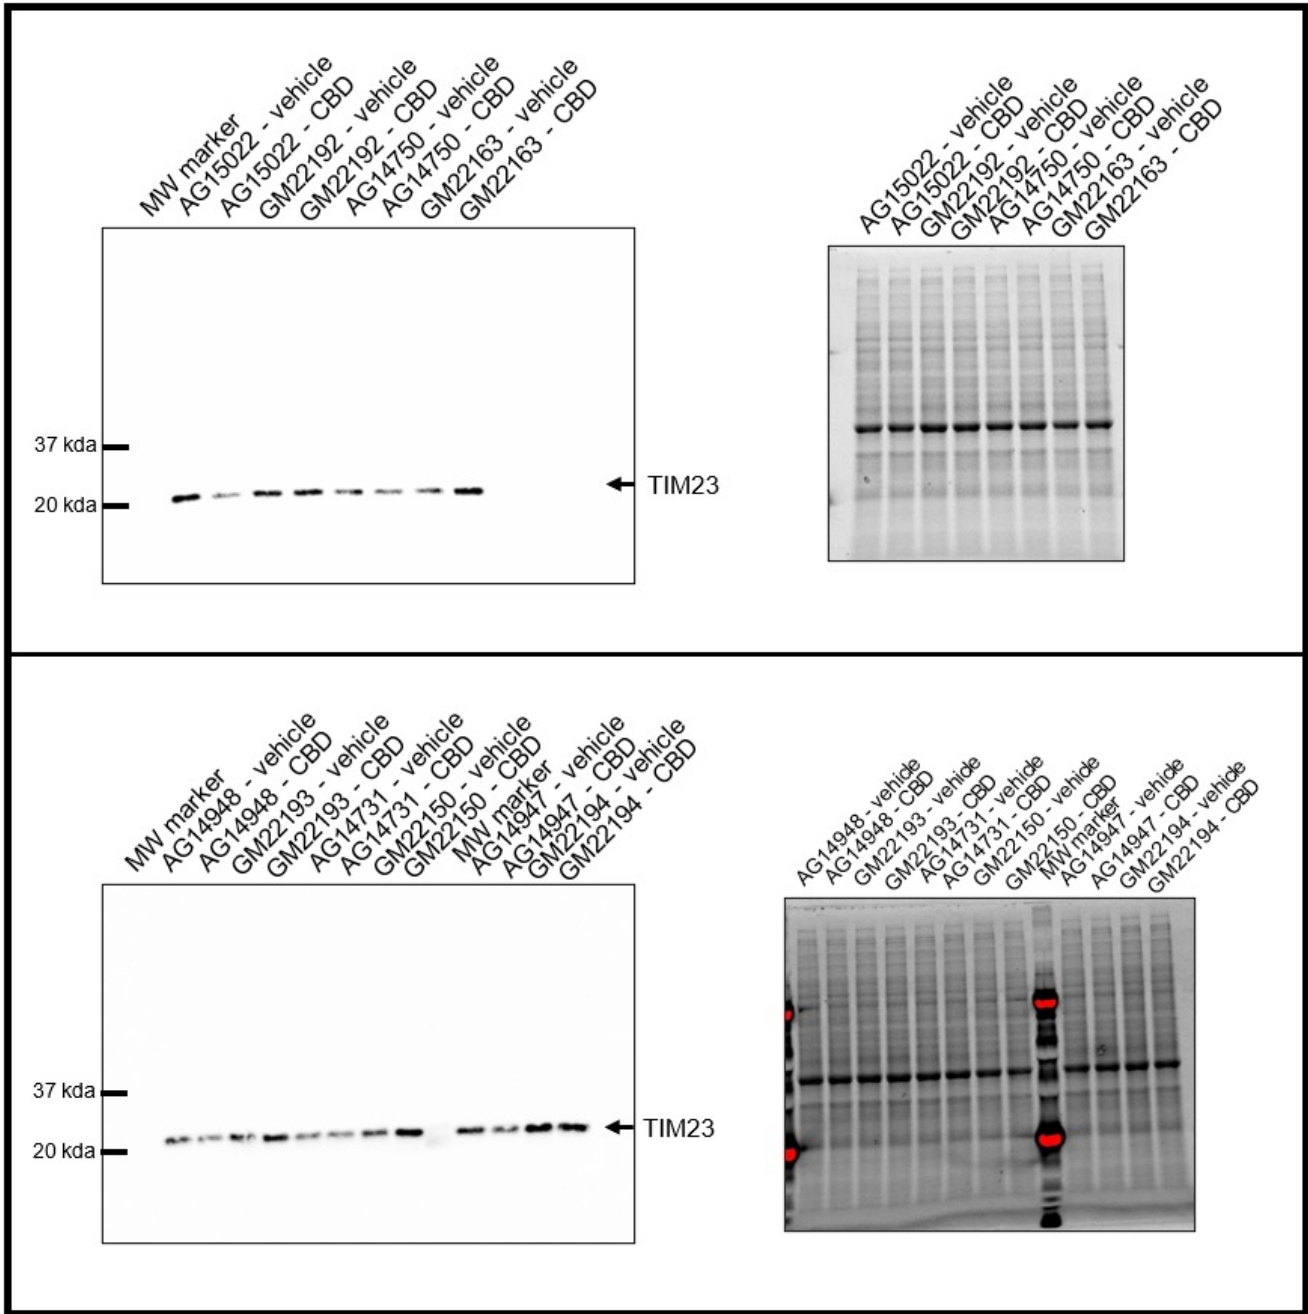 MW marker
AG15022 - vehicle
AG15022 - CBD
GM22192 - vehicle
GM22192 - CBD
AG14750 - vehicle
AG14750 - CBD
GM22163 - vehicle
GM22163 - CBD
37 kda
20 kda
TIM23
AG15022 - vehicle
AG15022 - CBD
GM22192 - vehicle
GM22192 - CBD
AG14750 - vehicle
AG14750 - CBD
GM22163 - vehicle
GM22163 - CBD
MW marker
AG14948 - vehicle
AG14948 - CBD
GM22193 - vehicle
GM22193 - CBD
AG14731 - vehicle
AG14731 - CBD
GM22150 - vehicle
GM22150 - CBD
MW marker
AG14947 - vehicle
AG14947 - CBD
GM22194 - vehicle
GM22194 - CBD
37 kda
20 kda
TIM23
AG14948 - vehicle
AG14948 - CBD
GM22193 - vehicle
GM22193 - CBD
AG14731 - vehicle
AG14731 - CBD
GM22150 - vehicle
GM22150 - CBD
MW marker
AG14947 - vehicle
AG14947 - CBD
GM22194 - vehicle
GM22194 - CBD